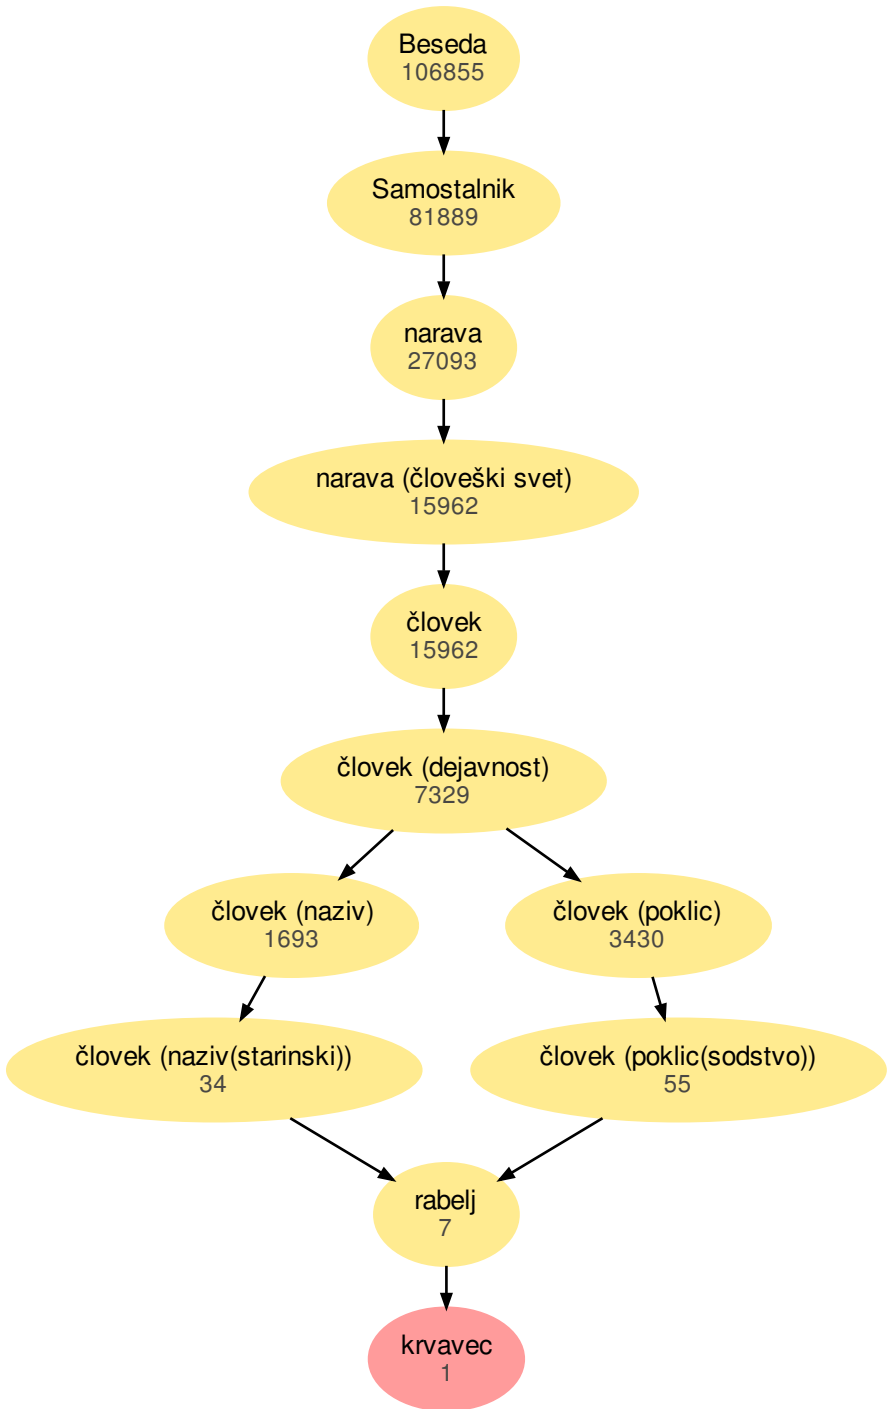 Beseda
106855
Samostalnik
81889
narava
27093
narava (človeški svet)
15962
človek
15962
človek (dejavnost)
7329
človek (naziv)
1693
človek (poklic)
3430
človek (naziv(starinski))
34
človek (poklic(sodstvo))
55
rabelj
7
krvavec
1